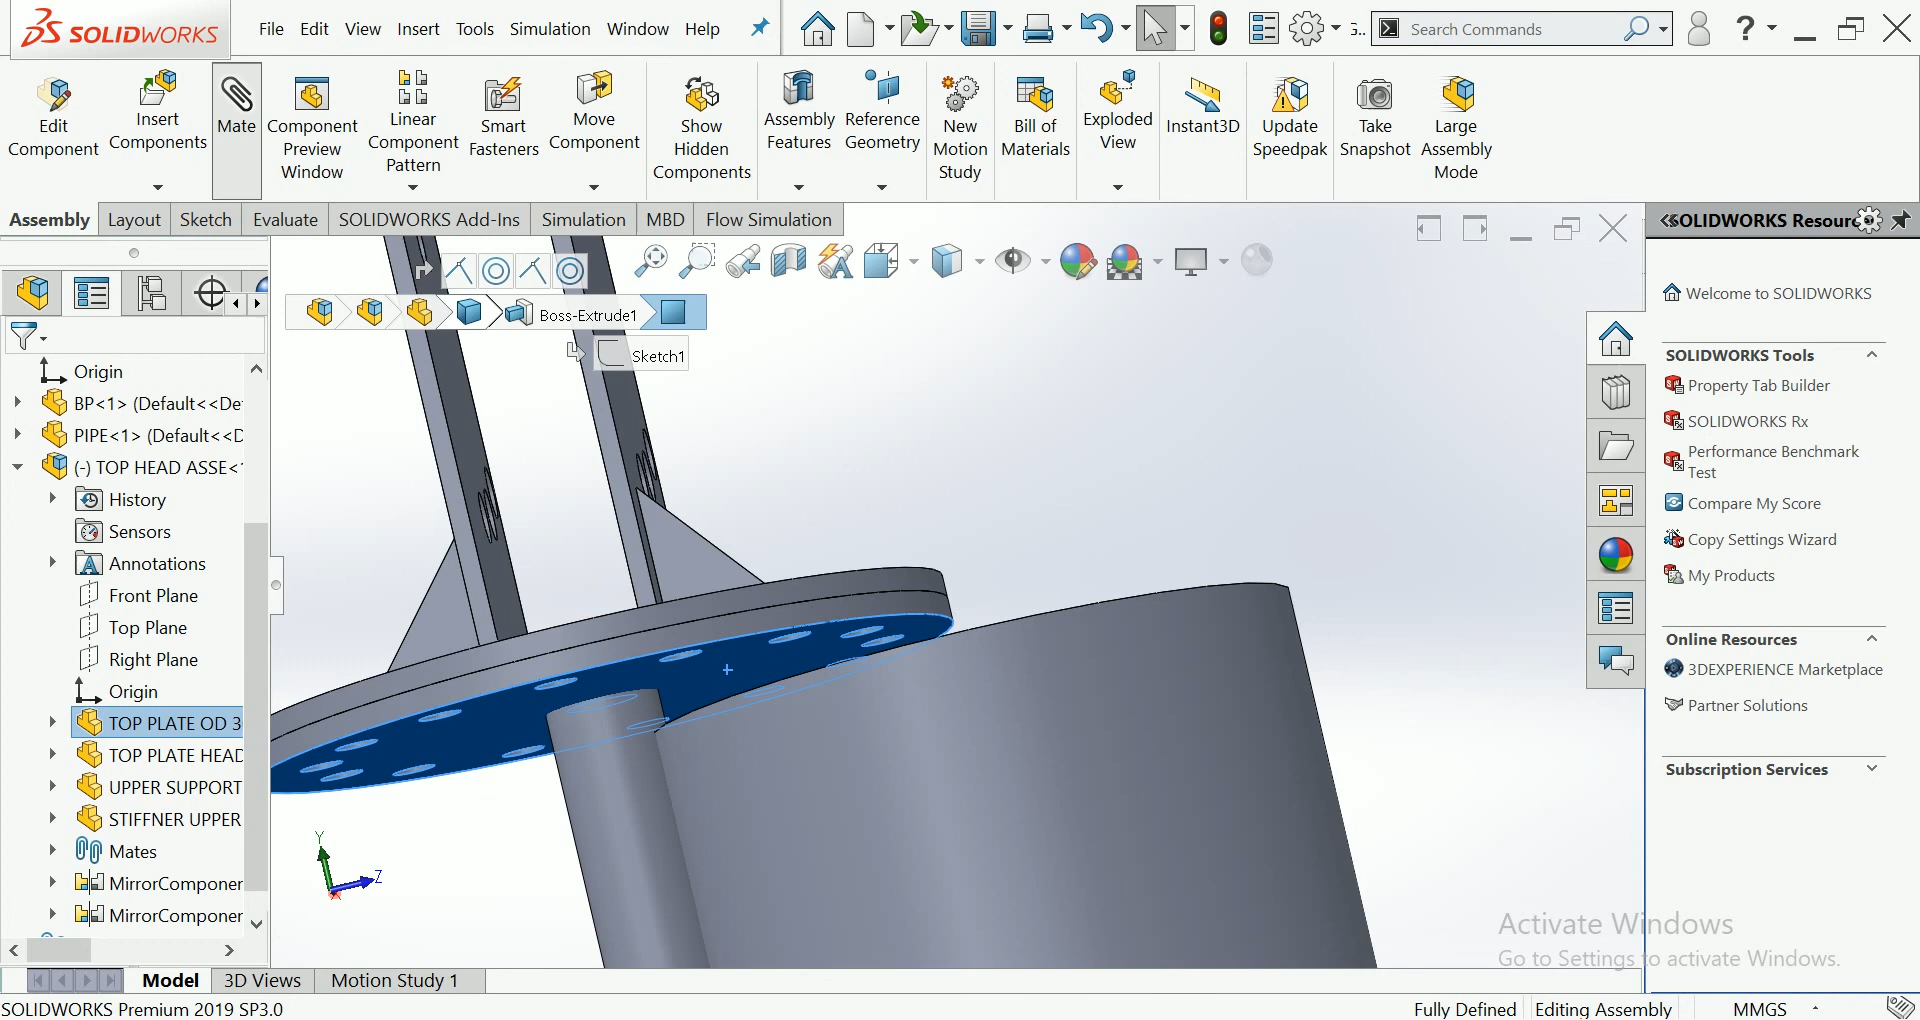 SOLIDWORKS
File Edit View Insert Tools Simulation Window Help
Search Commands
Edit Component
Insert Components
Mate
Component Preview Window
Linear Component Pattern
Smart Fasteners
Move Component
Show Hidden Components
Assembly Features
Reference Geometry
New Motion Study
Bill of Materials
Exploded View
Instant3D
Update Speedpak
Take Snapshot
Large Assembly Mode
Assembly Layout Sketch Evaluate SOLIDWORKS Add-Ins Simulation MBD Flow Simulation
Origin
BP<1> (Default<<De
PIPE<1> (Default<<D
(-) TOP HEAD ASSE<
History
Sensors
Annotations
Front Plane
Top Plane
Right Plane
Origin
TOP PLATE OD 3
TOP PLATE HEAD
UPPER SUPPORT
STIFFNER UPPER
Mates
MirrorComponer
MirrorComponer
Boss-Extrude1
Sketch1
Y
Z
OLIDWORKS Resour
Welcome to SOLIDWORKS
SOLIDWORKS Tools
Property Tab Builder
SOLIDWORKS Rx
Performance Benchmark
Test
Compare My Score
Copy Settings Wizard
My Products
Online Resources
3DEXPERIENCE Marketplace
Partner Solutions
Subscription Services
Activate Windows
Go to Settings to activate Windows.
Model 3D Views Motion Study 1
SOLIDWORKS Premium 2019 SP3.0
Fully Defined Editing Assembly MMGS